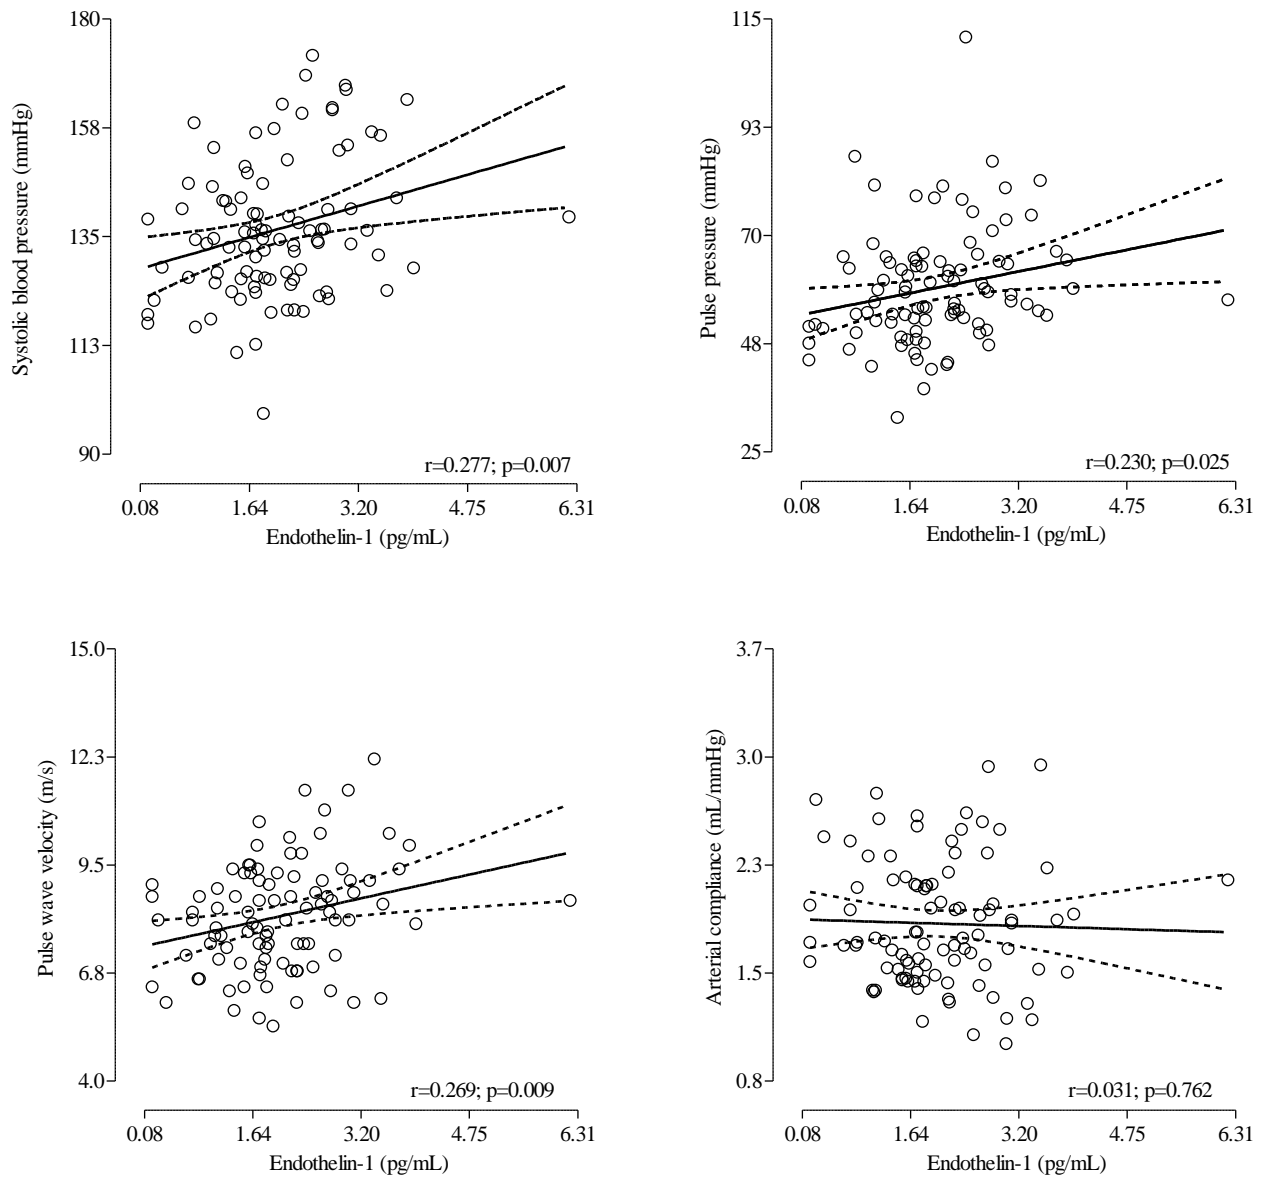 180
158
135
113
90
Systolic blood pressure (mmHg)
r=0.277; p=0.007
0.08 1.64 3.20 4.75 6.31
Endothelin-1 (pg/mL)
115
93
70
48
25
Pulse pressure (mmHg)
r=0.230; p=0.025
0.08 1.64 3.20 4.75 6.31
Endothelin-1 (pg/mL)
15.0
12.3
9.5
6.8
4.0
Pulse wave velocity (m/s)
r=0.269; p=0.009
0.08 1.64 3.20 4.75 6.31
Endothelin-1 (pg/mL)
3.7
3.0
2.3
1.5
0.8
Arterial compliance (mL/mmHg)
r=0.031; p=0.762
0.08 1.64 3.20 4.75 6.31
Endothelin-1 (pg/mL)